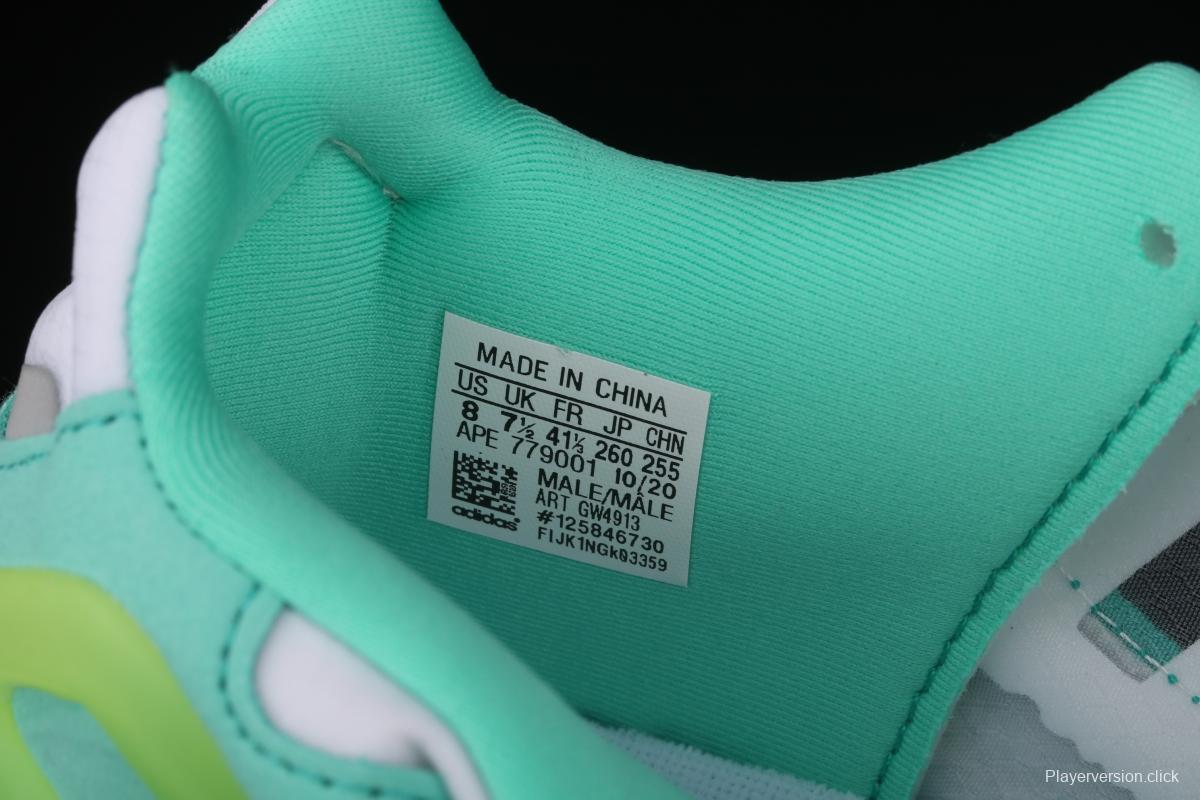 MADE IN CHINA
US UK FR JP CHN
8 7½ 41⅓ 260 255
APE 779001 10/20
MALE/MÂLE
ART GW4913
#125846730
FIJK1NGk03359
adidas
Playerversion.click